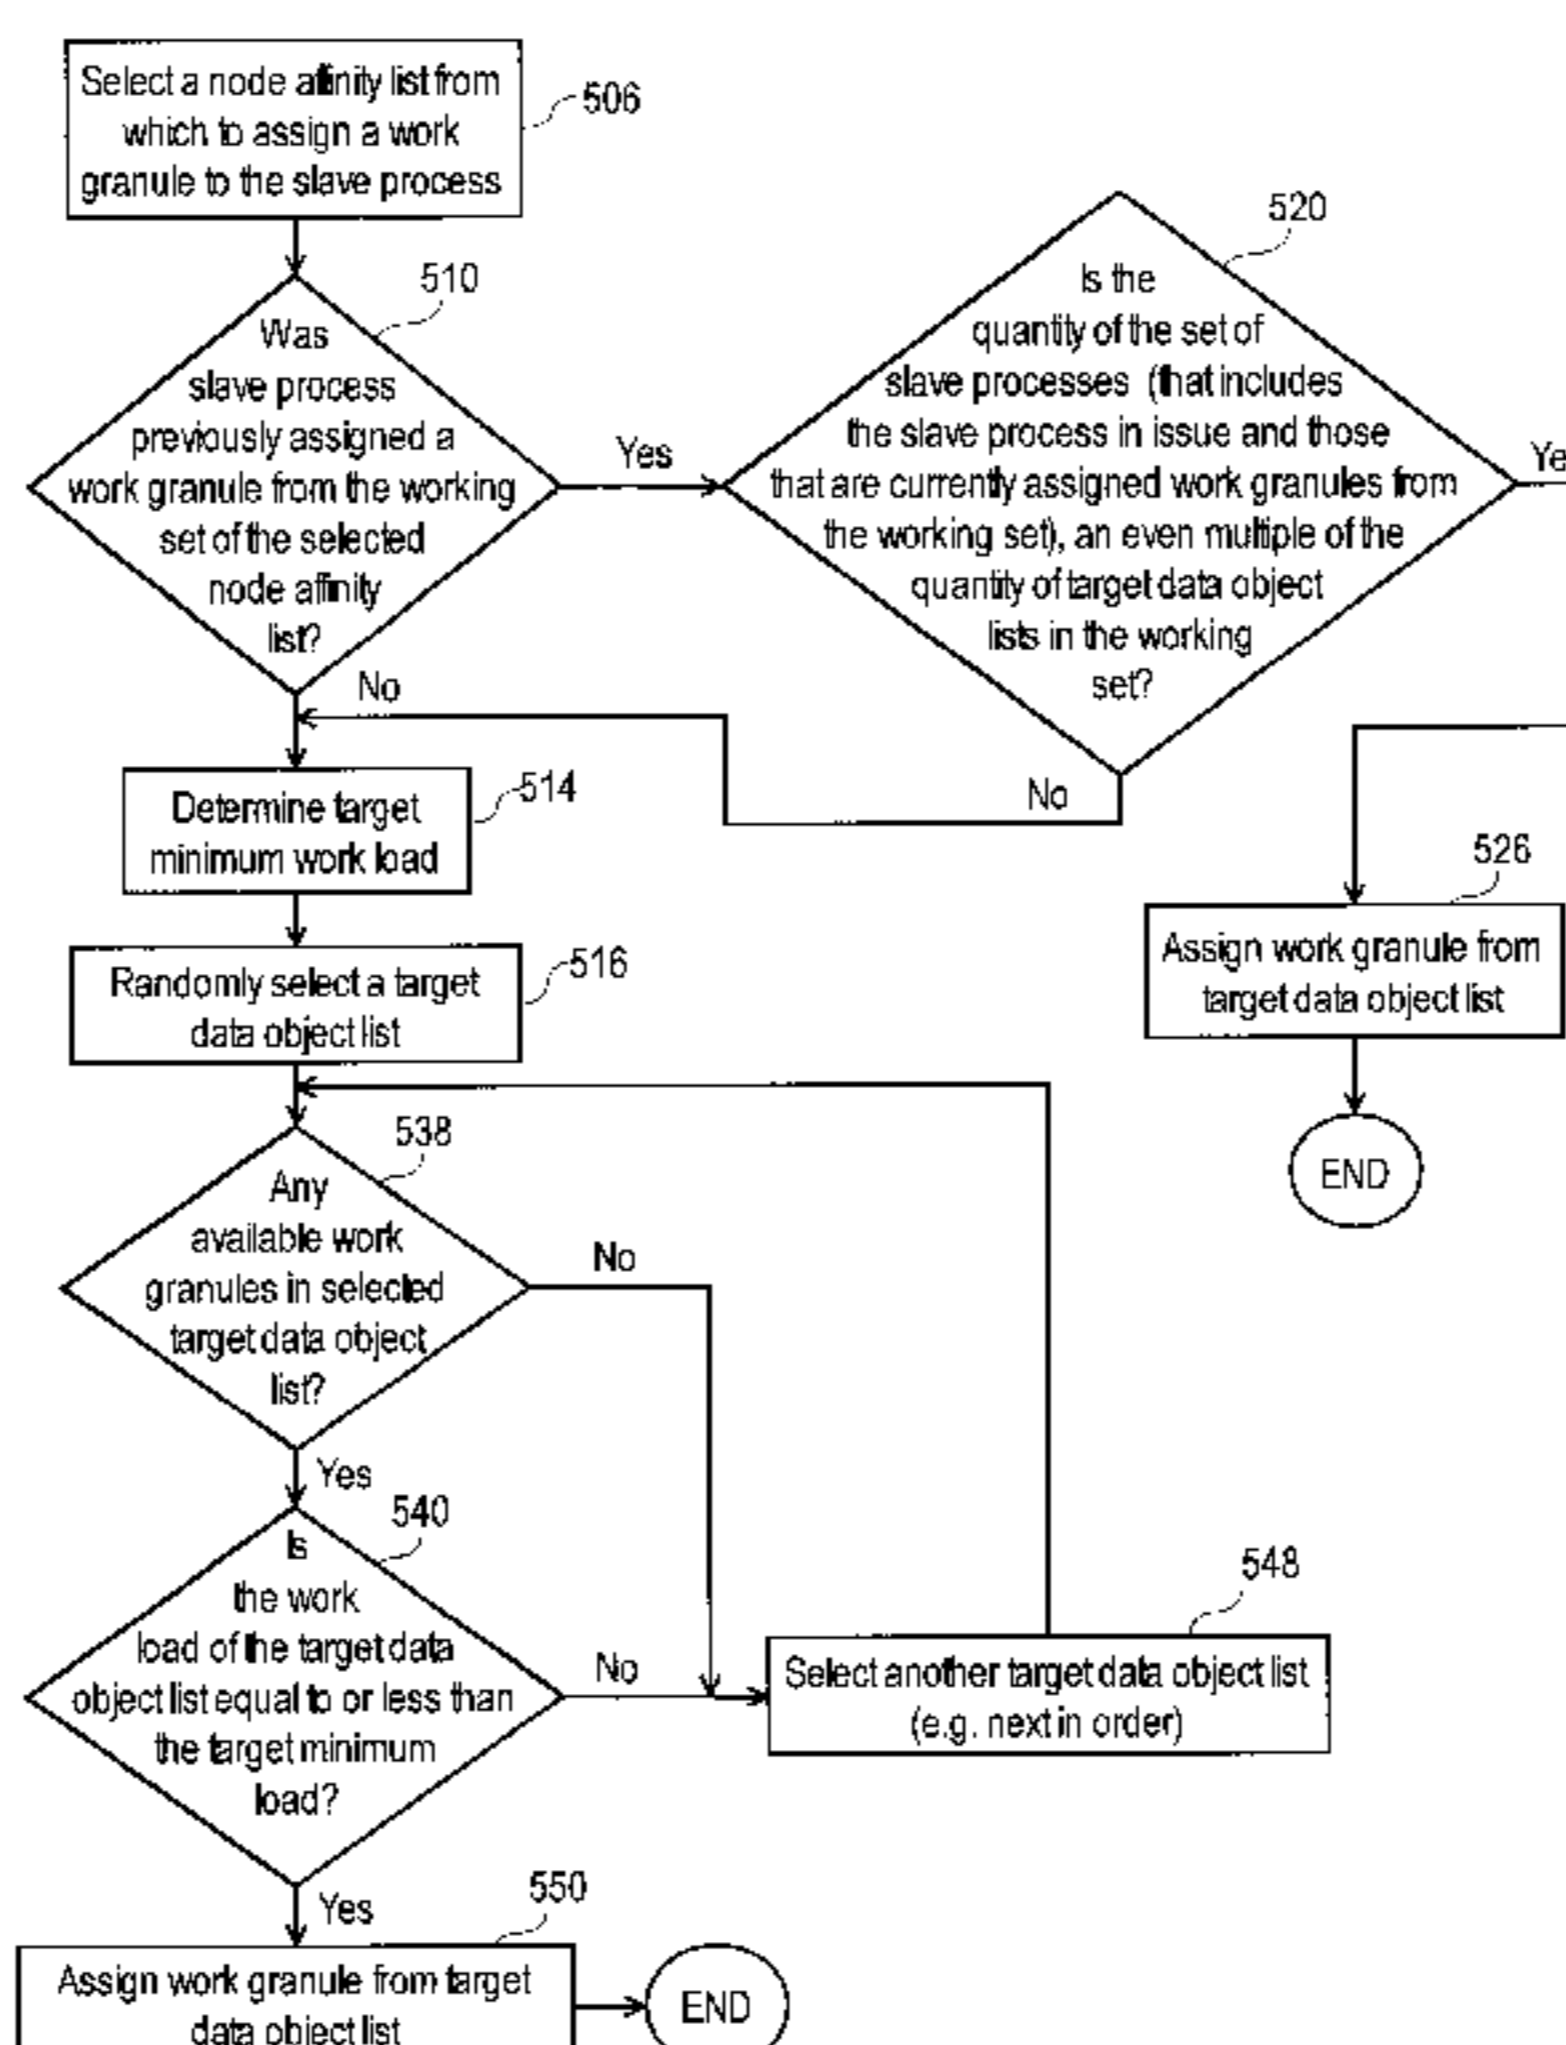 Select a node affinity list from
which to assign a work
granule to the slave process
506
510
Was
slave process
previously assigned a
work granule from the working
set of the selected
node affinity
list?
Yes
No
520
Is the
quantity of the set of
slave processes (that includes
the slave process in issue and those
that are currently assigned work granules from
the working set), an even multiple of the
quantity of target data object
lists in the working
set?
Ye
No
Determine target
minimum work load
514
Randomly select a target
data object list
516
526
Assign work granule from
target data object list
END
538
Any
available work
granules in selected
target data object
list?
No
Yes
540
Is
the work
load of the target data
object list equal to or less than
the target minimum
load?
No
Yes
548
Select another target data object list
(e.g. next in order)
550
Assign work granule from target
data object list
END